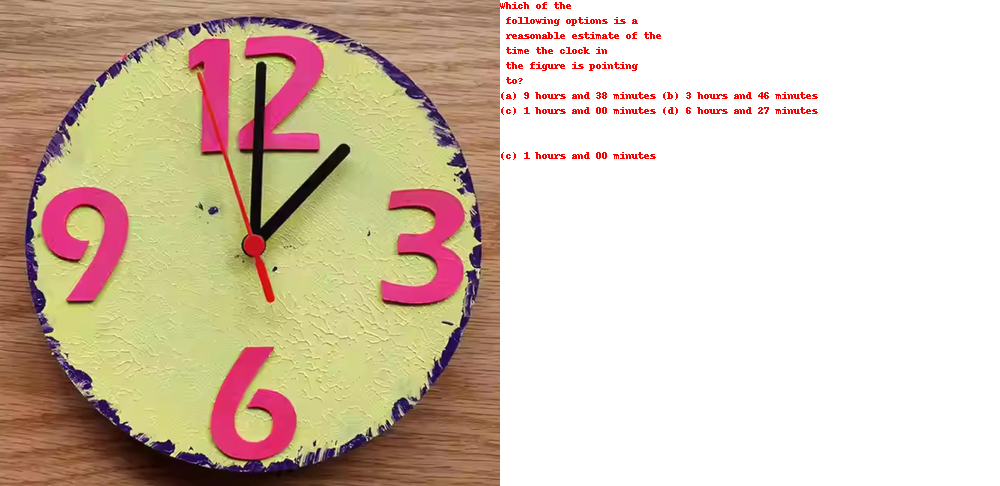 12
9
3
6
Which of the
following options is a
reasonable estimate of the
time the clock in
the figure is pointing
to?
(a) 9 hours and 38 minutes (b) 3 hours and 46 minutes
(c) 1 hours and 00 minutes (d) 6 hours and 27 minutes
(c) 1 hours and 00 minutes